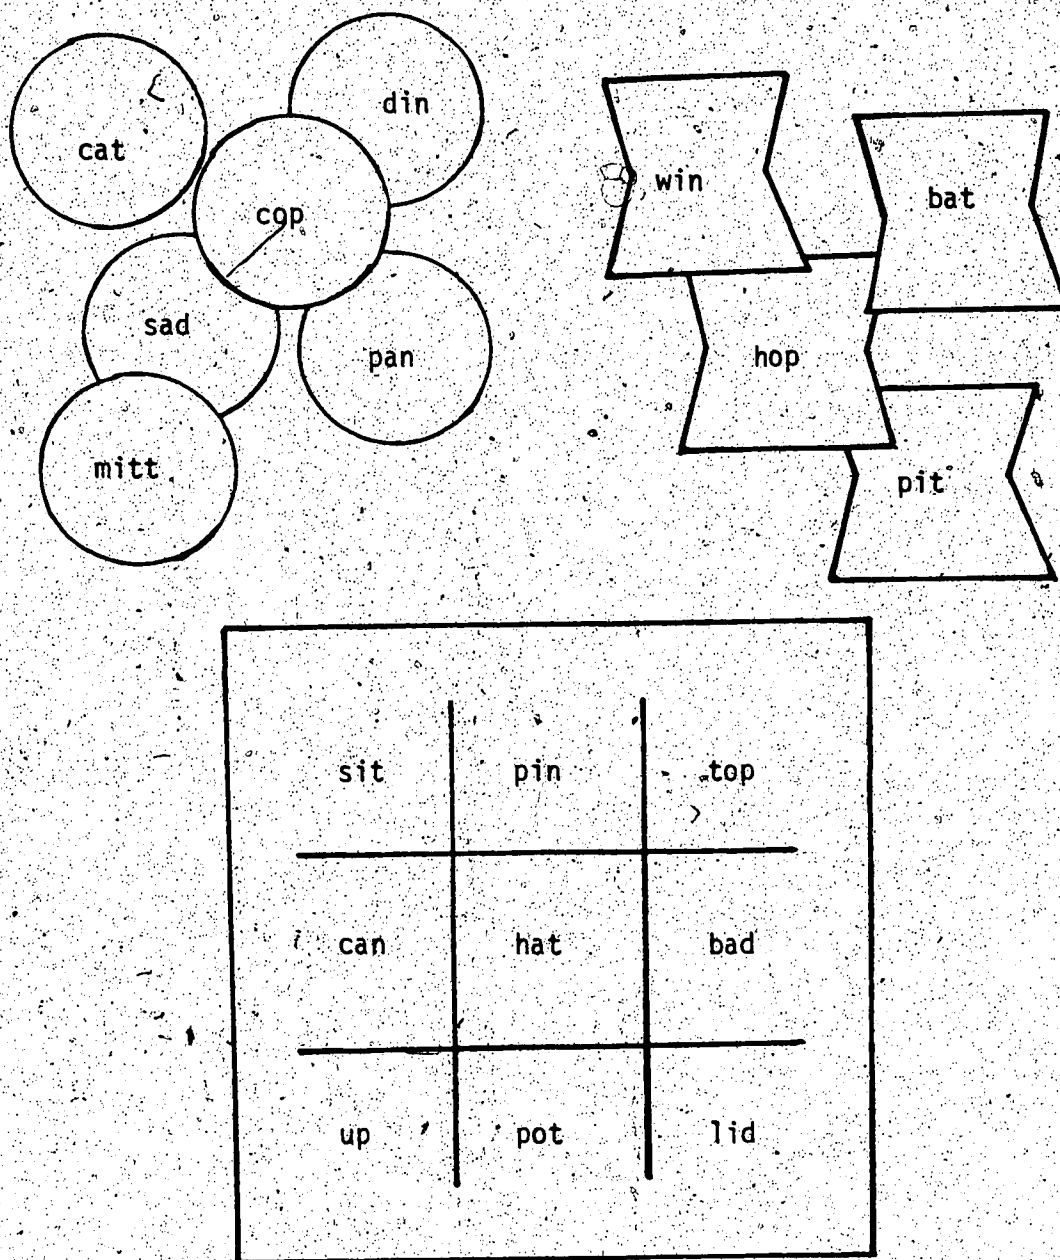 cat
din
cop
sad
pan
mitt
win
bat
hop
pit
sit pin top
can hat bad
up pot lid